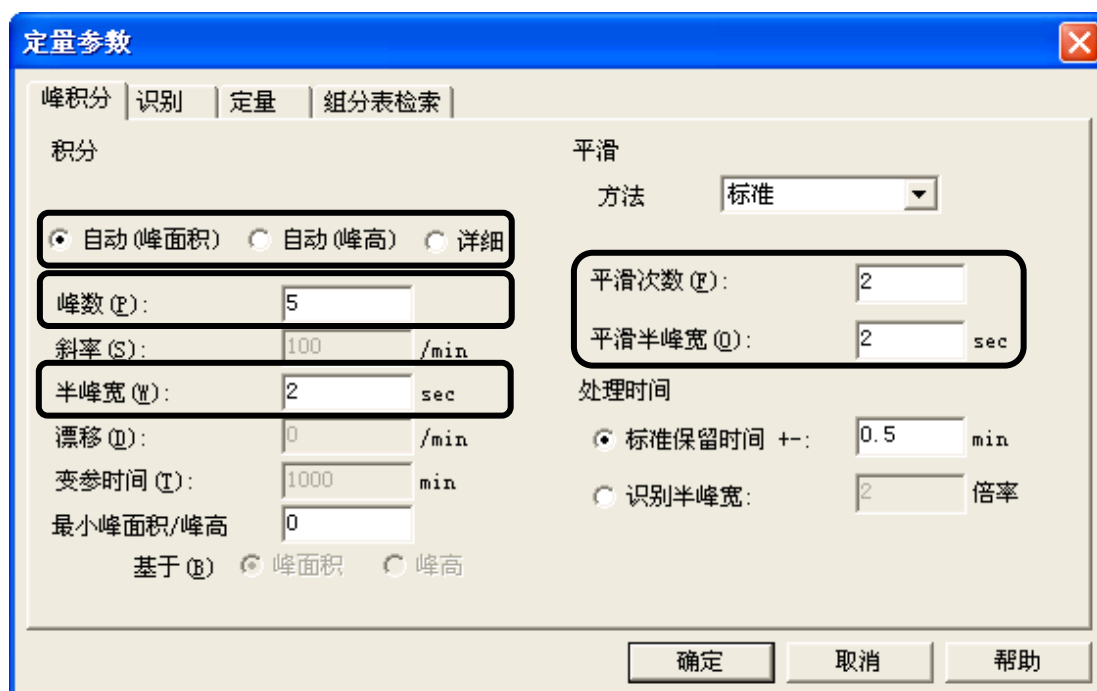 定量参数
峰积分 识别 定量 组分表检索
积分
自动(峰面积) 自动(峰高) 详细
峰数(P): 5
斜率(S): 100 /min
半峰宽(W): 2 sec
漂移(D): 0 /min
变参时间(T): 1000 min
最小峰面积/峰高 0
基于(B) 峰面积 峰高
平滑
方法 标准
平滑次数(F): 2
平滑半峰宽(O): 2 sec
处理时间
标准保留时间 +-: 0.5 min
识别半峰宽: 2 倍率
确定 取消 帮助